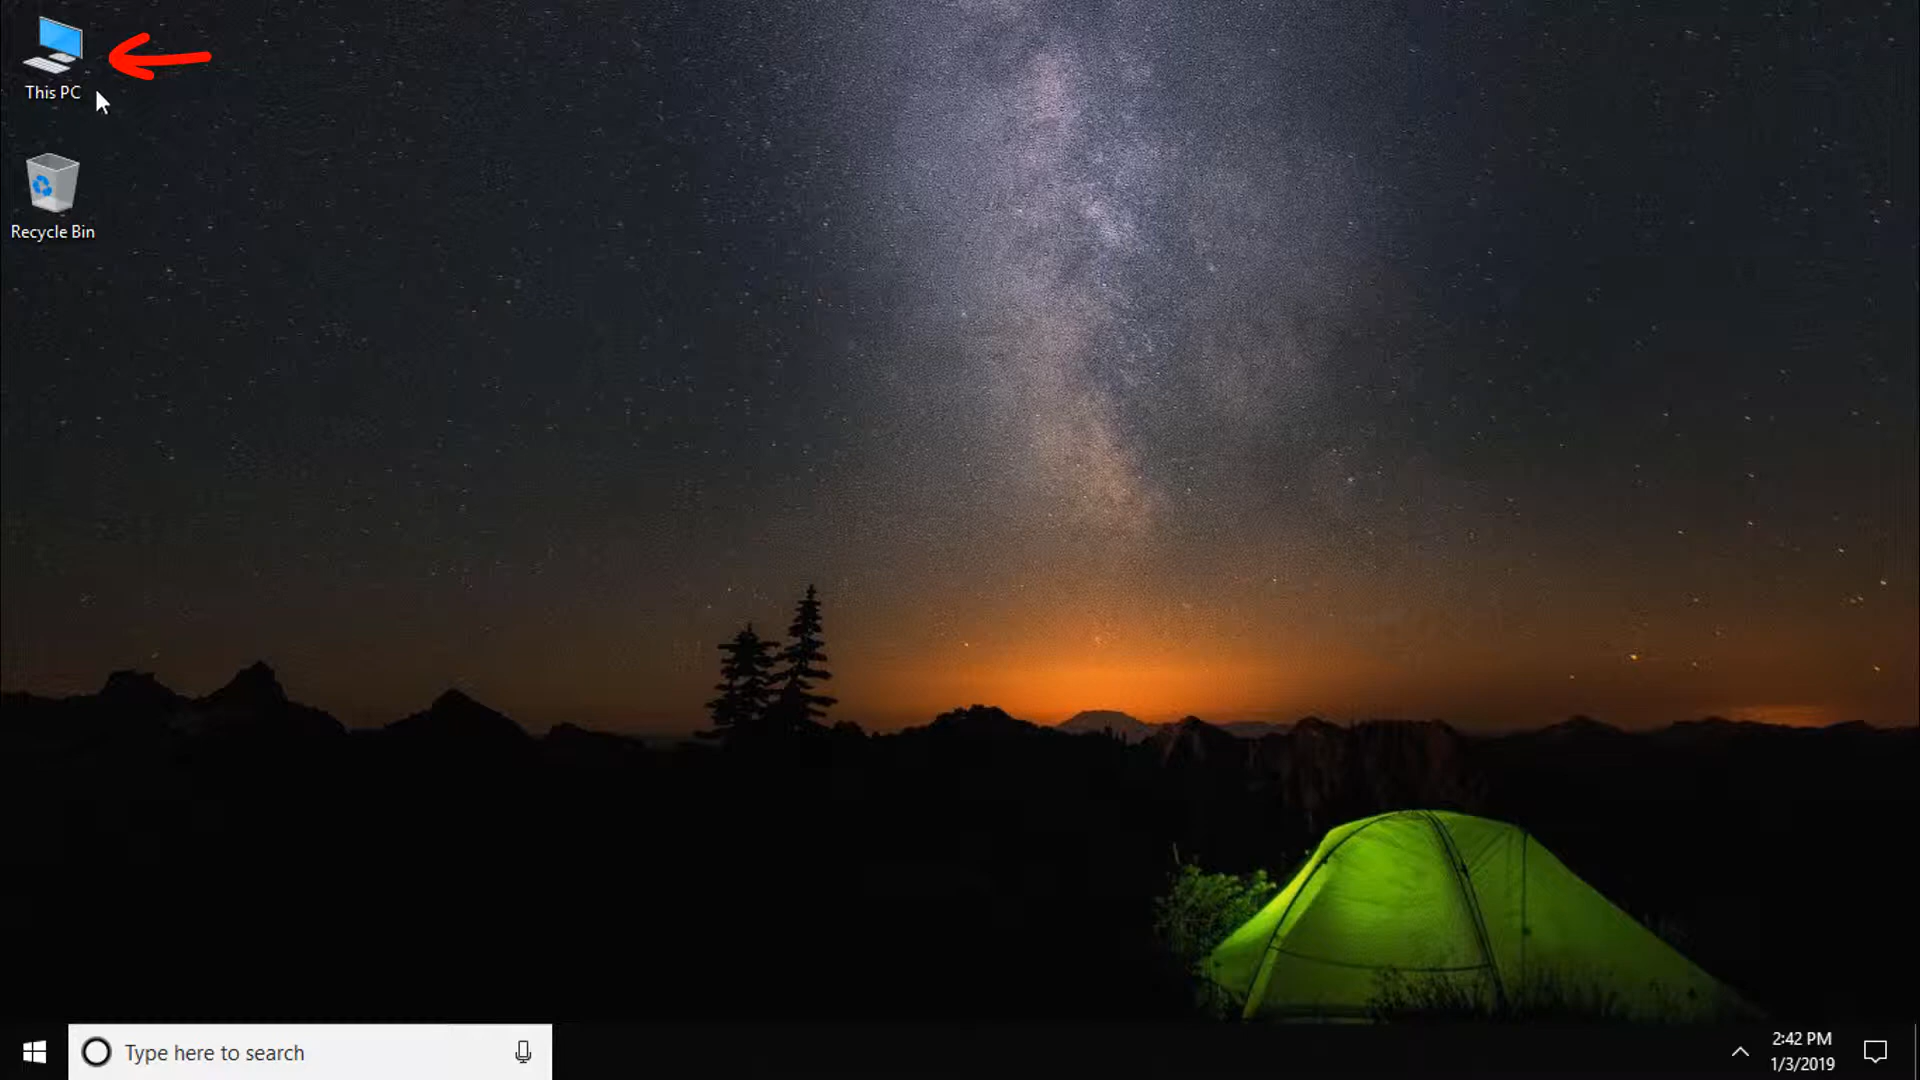 This PC
Recycle Bin
Type here to search
2:42 PM
1/3/2019